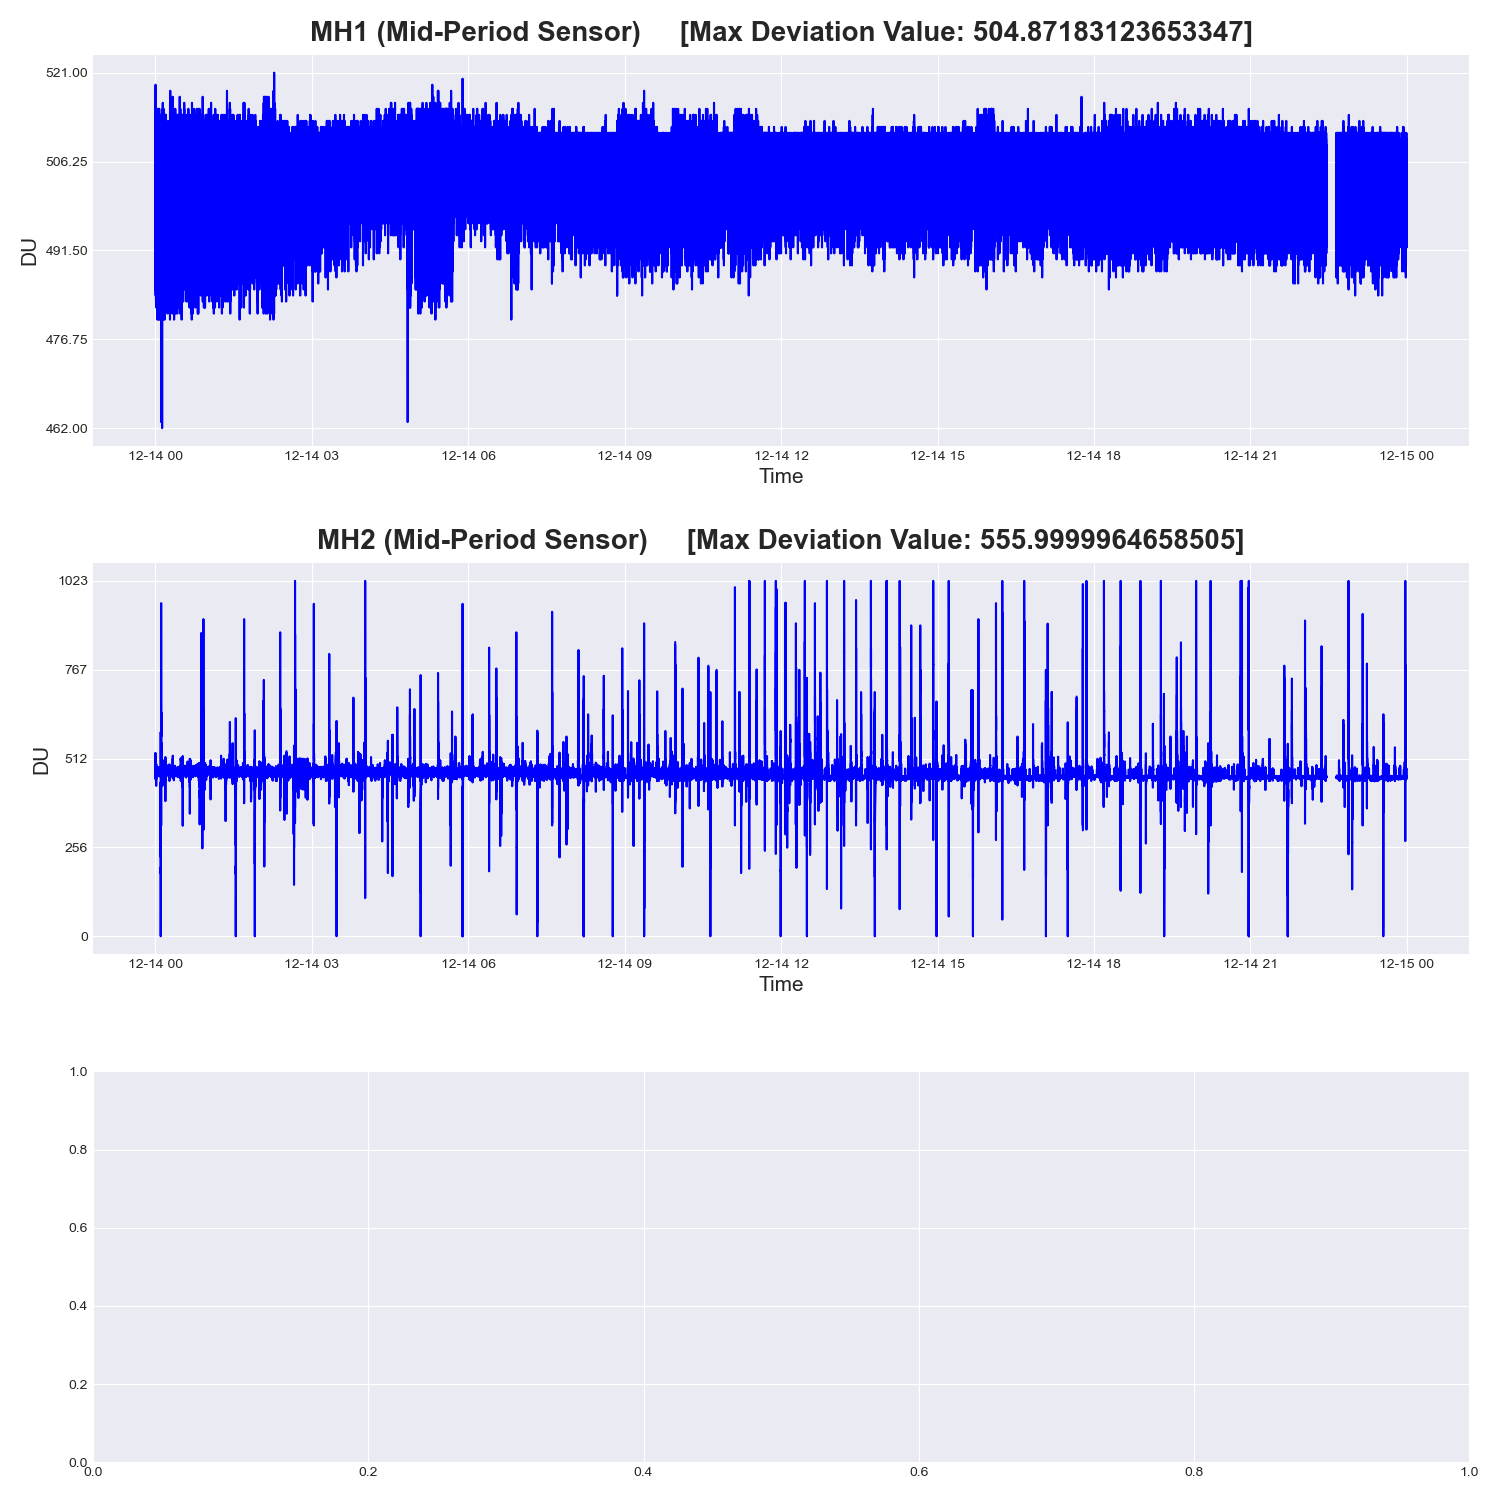 MH1 (Mid-Period Sensor) [Max Deviation Value: 504.87183123653347]
521.00
506.25
491.50
476.75
462.00
DU
12-14 00 12-14 03 12-14 06 12-14 09 12-14 12 12-14 15 12-14 18 12-14 21 12-15 00
Time
MH2 (Mid-Period Sensor) [Max Deviation Value: 555.9999964658505]
1023
767
512
256
0
DU
12-14 00 12-14 03 12-14 06 12-14 09 12-14 12 12-14 15 12-14 18 12-14 21 12-15 00
Time
1.0
0.8
0.6
0.4
0.2
0.0
0.0 0.2 0.4 0.6 0.8 1.0